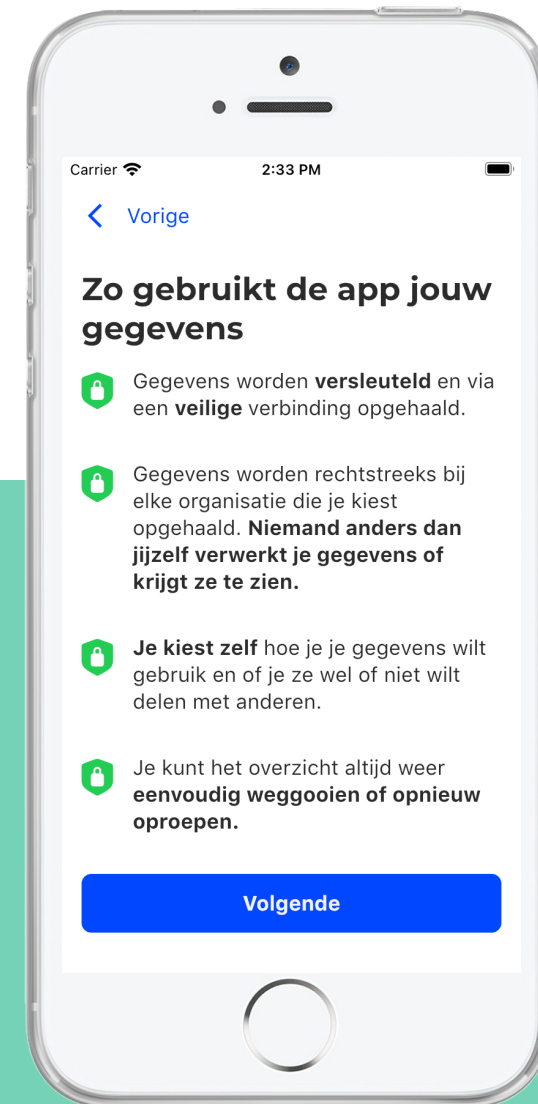 Carrier 2:33 PM
Vorige
Zo gebruikt de app jouw
gegevens
Gegevens worden versleuteld en via
een veilige verbinding opgehaald.
Gegevens worden rechtstreeks bij
elke organisatie die je kiest
opgehaald. Niemand anders dan
jijzelf verwerkt je gegevens of
krijgt ze te zien.
Je kiest zelf hoe je je gegevens wilt
gebruik en of je ze wel of niet wilt
delen met anderen.
Je kunt het overzicht altijd weer
eenvoudig weggooien of opnieuw
oproepen.
Volgende